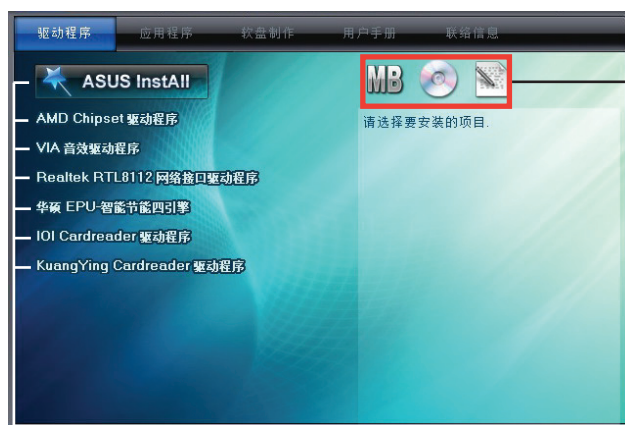 驱动程序 应用程序 软盘制作 用户手册 联络信息
ASUS InstAll
MB
AMD Chipset 驱动程序
请选择要安装的项目.
VIA 音效驱动程序
Realtek RTL8112 网络接口驱动程序
华硕 EPU-智能节能四引擎
IOI Cardreader 驱动程序
KuangYing Cardreader 驱动程序